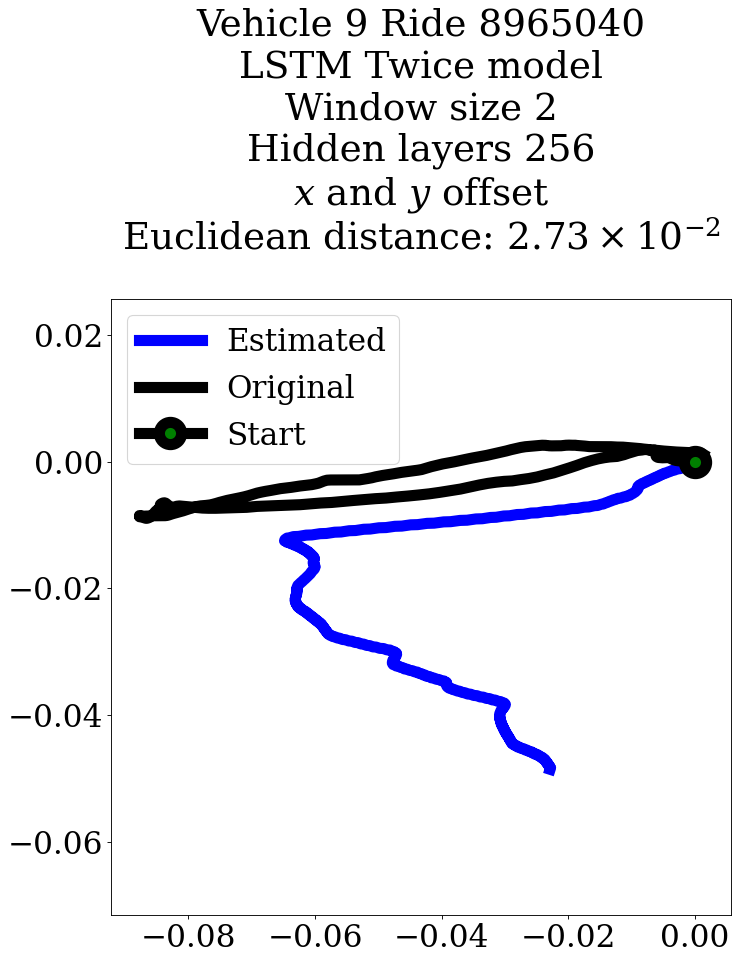 Vehicle 9 Ride 8965040
LSTM Twice model
Window size 2
Hidden layers 256
x and y offset
Euclidean distance: 2.73 × 10⁻²
Estimated
Original
Start
0.02
0.00
−0.02
−0.04
−0.06
−0.08 −0.06 −0.04 −0.02 0.00